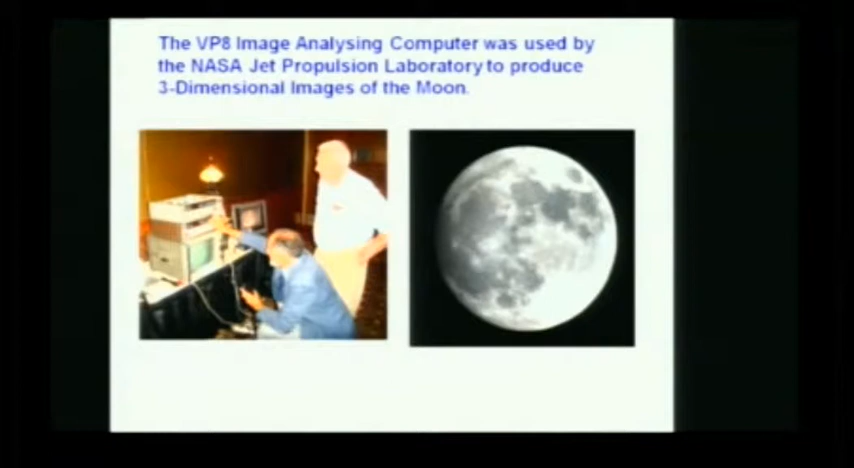 The VP8 Image Analysing Computer was used by
the NASA Jet Propulsion Laboratory to produce
3-Dimensional Images of the Moon.